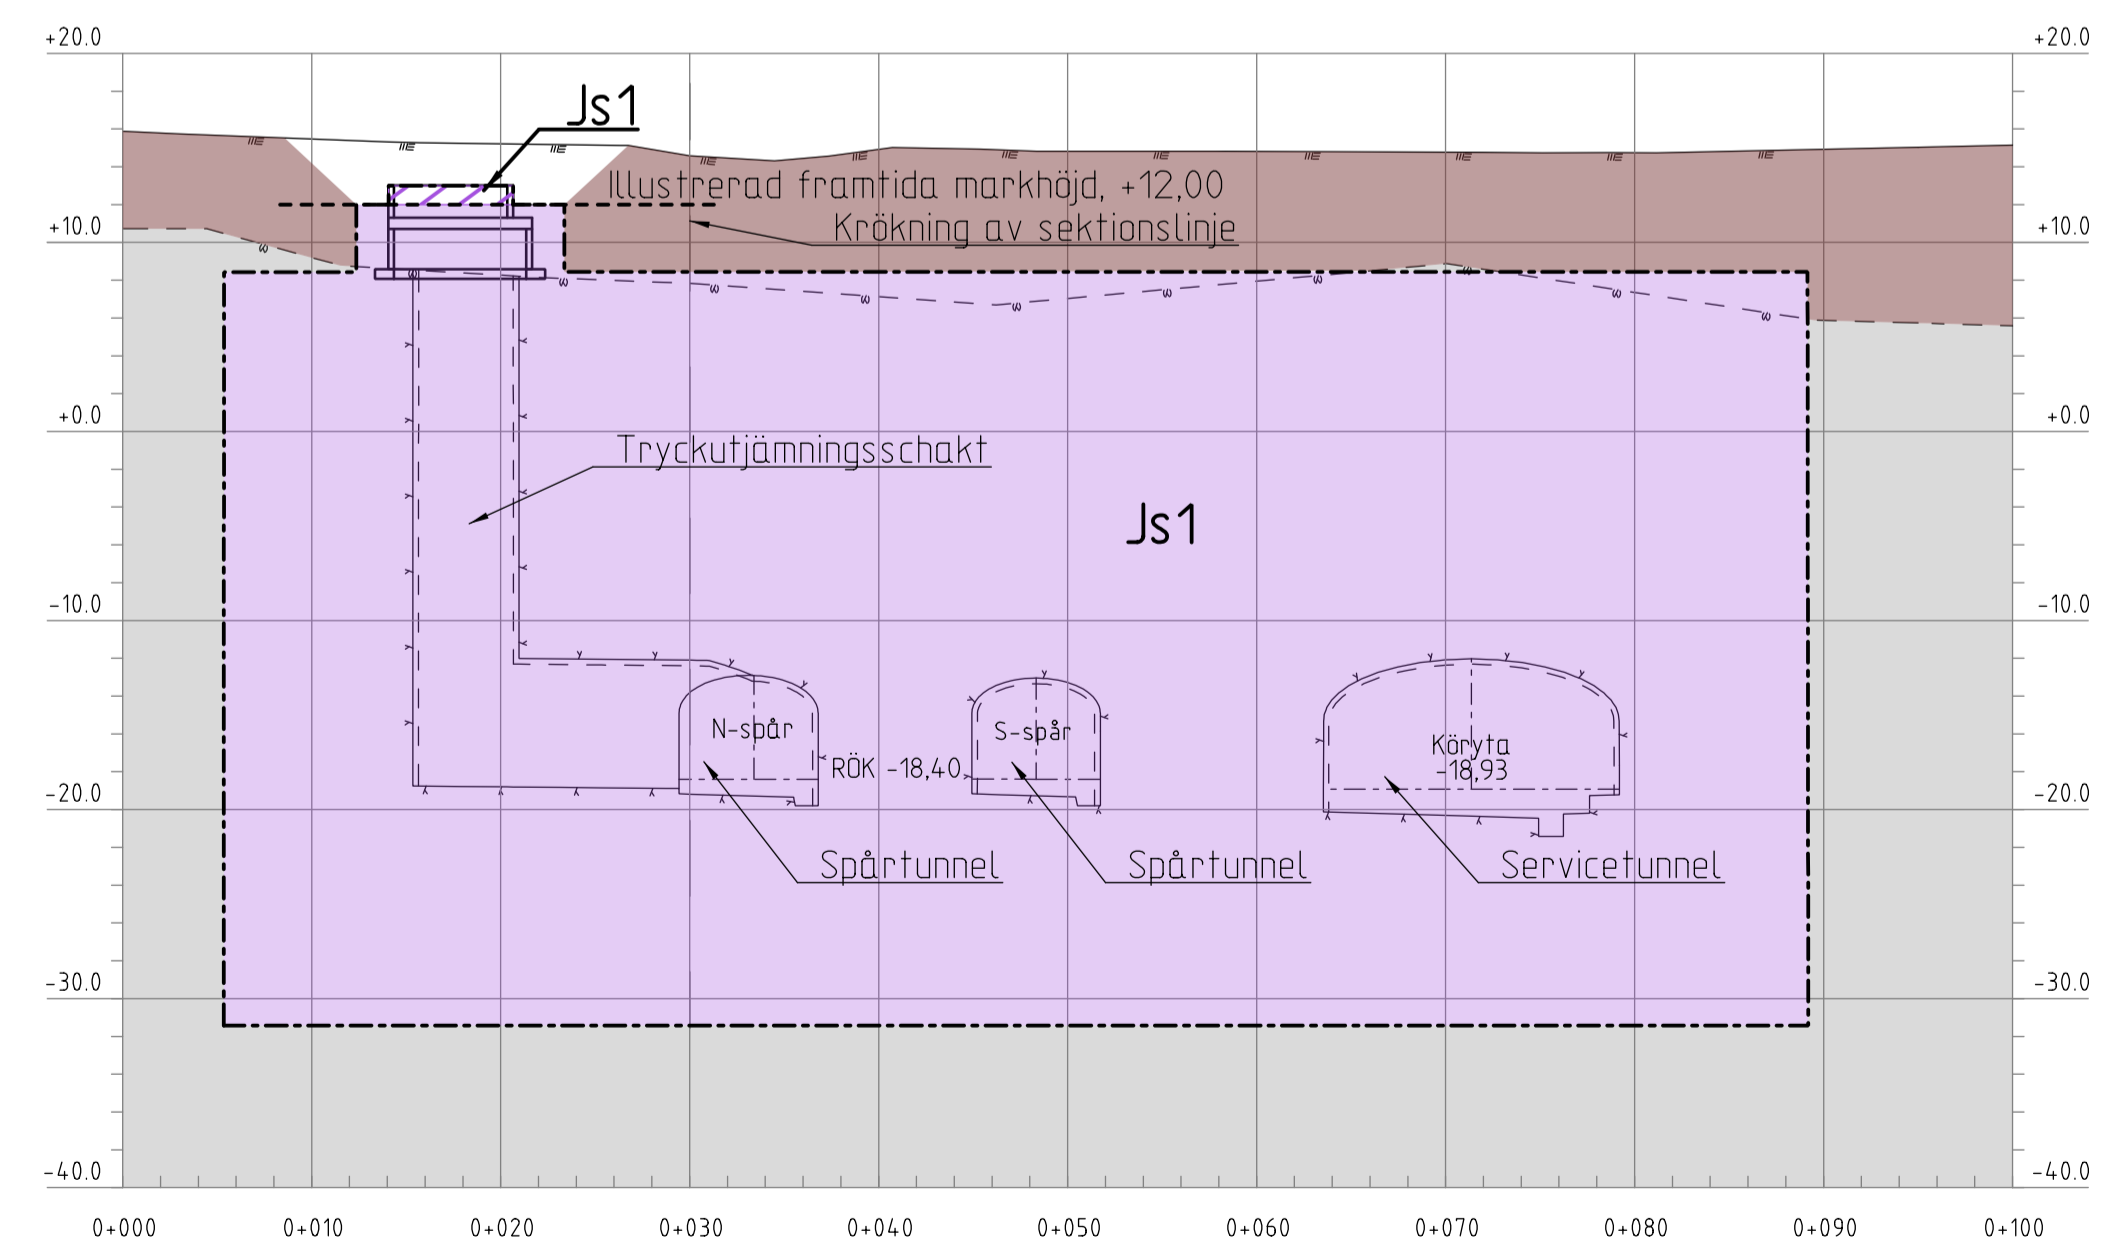 +20.0 +20.0
Js1
Illustrerad framtida markhöjd, +12,00
Krökning av sektionslinje
+10.0 +10.0
+0.0 +0.0
Tryckutjämningsschakt
Js1
-10.0 -10.0
N-spår S-spår Köryta
RÖK -18,40 -18,93
-20.0 -20.0
Spårtunnel Spårtunnel Servicetunnel
-30.0 -30.0
-40.0 -40.0
0+000 0+010 0+020 0+030 0+040 0+050 0+060 0+070 0+080 0+090 0+100